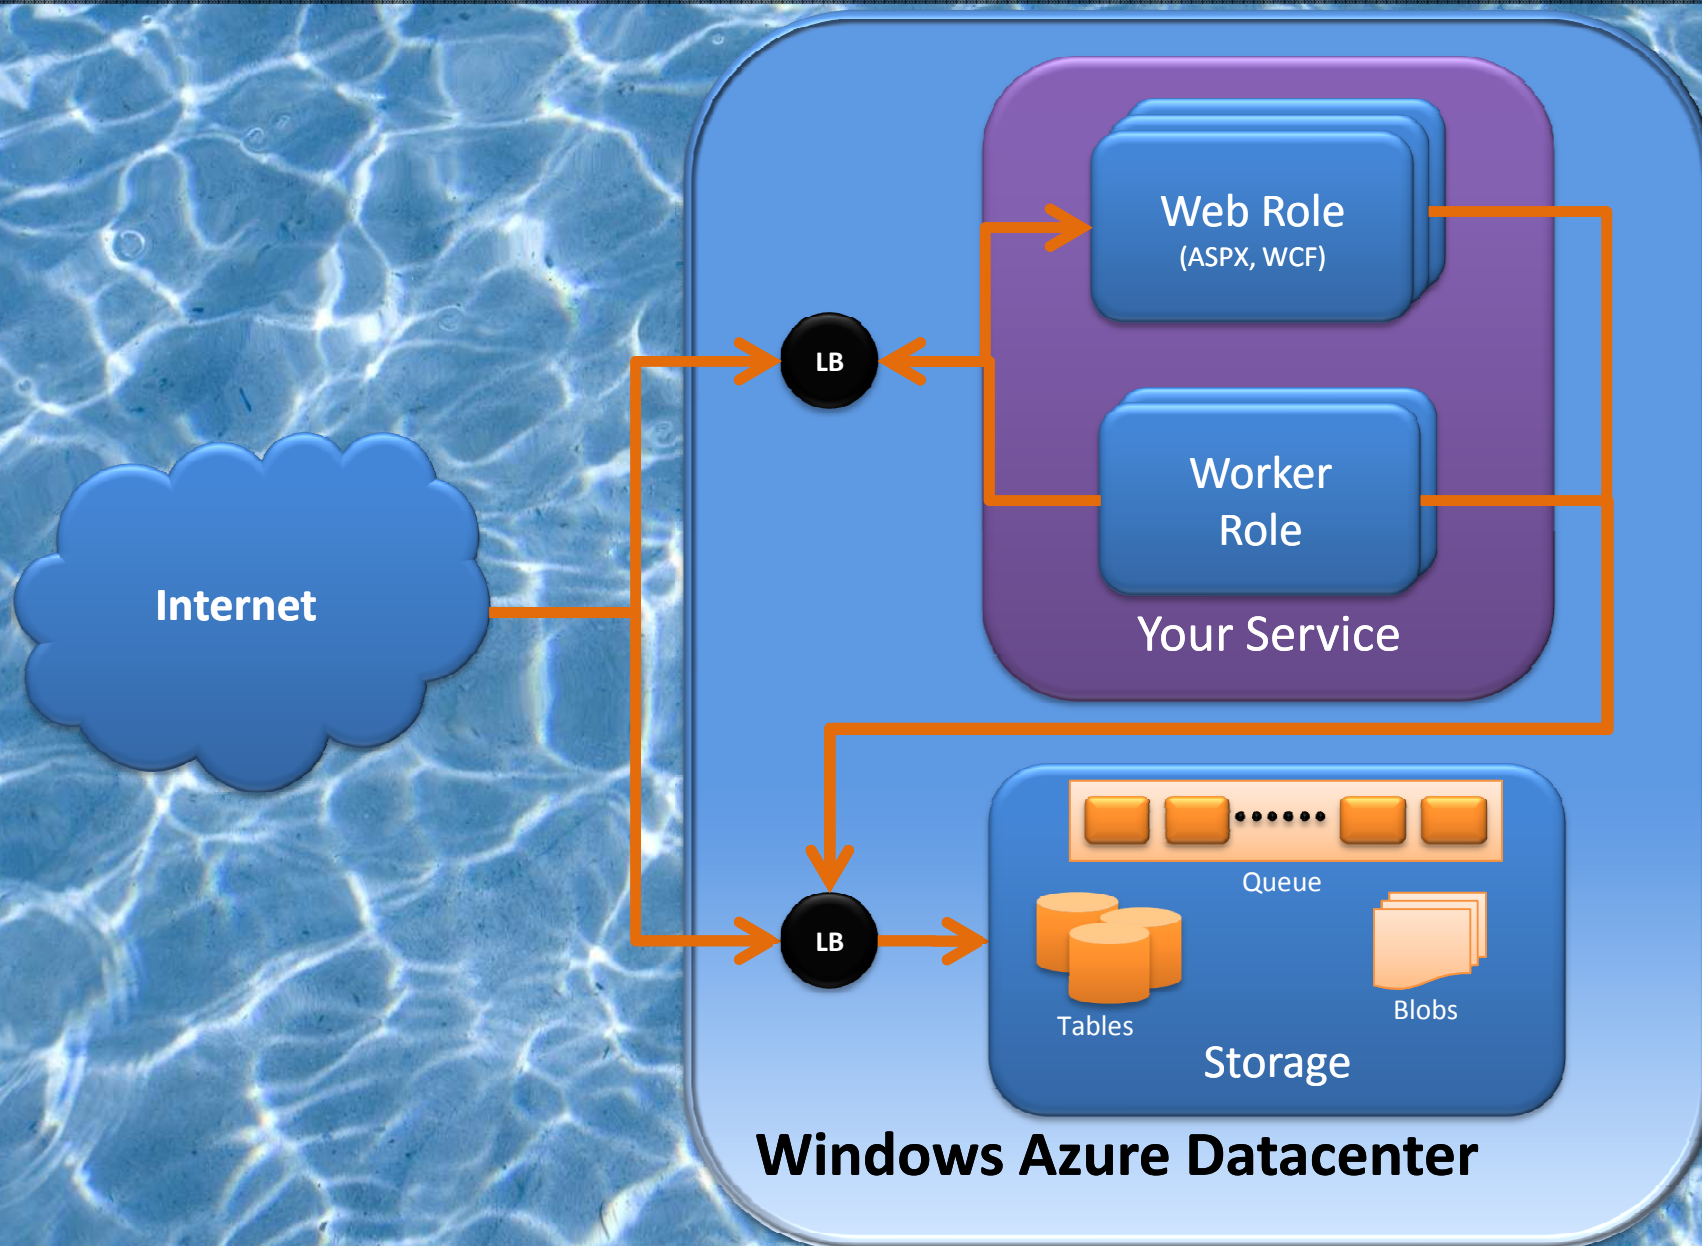 Web Role
(ASPX, WCF)
LB
Worker
Role
Internet
Your Service
Queue
LB
Tables
Blobs
Storage
Windows Azure Datacenter